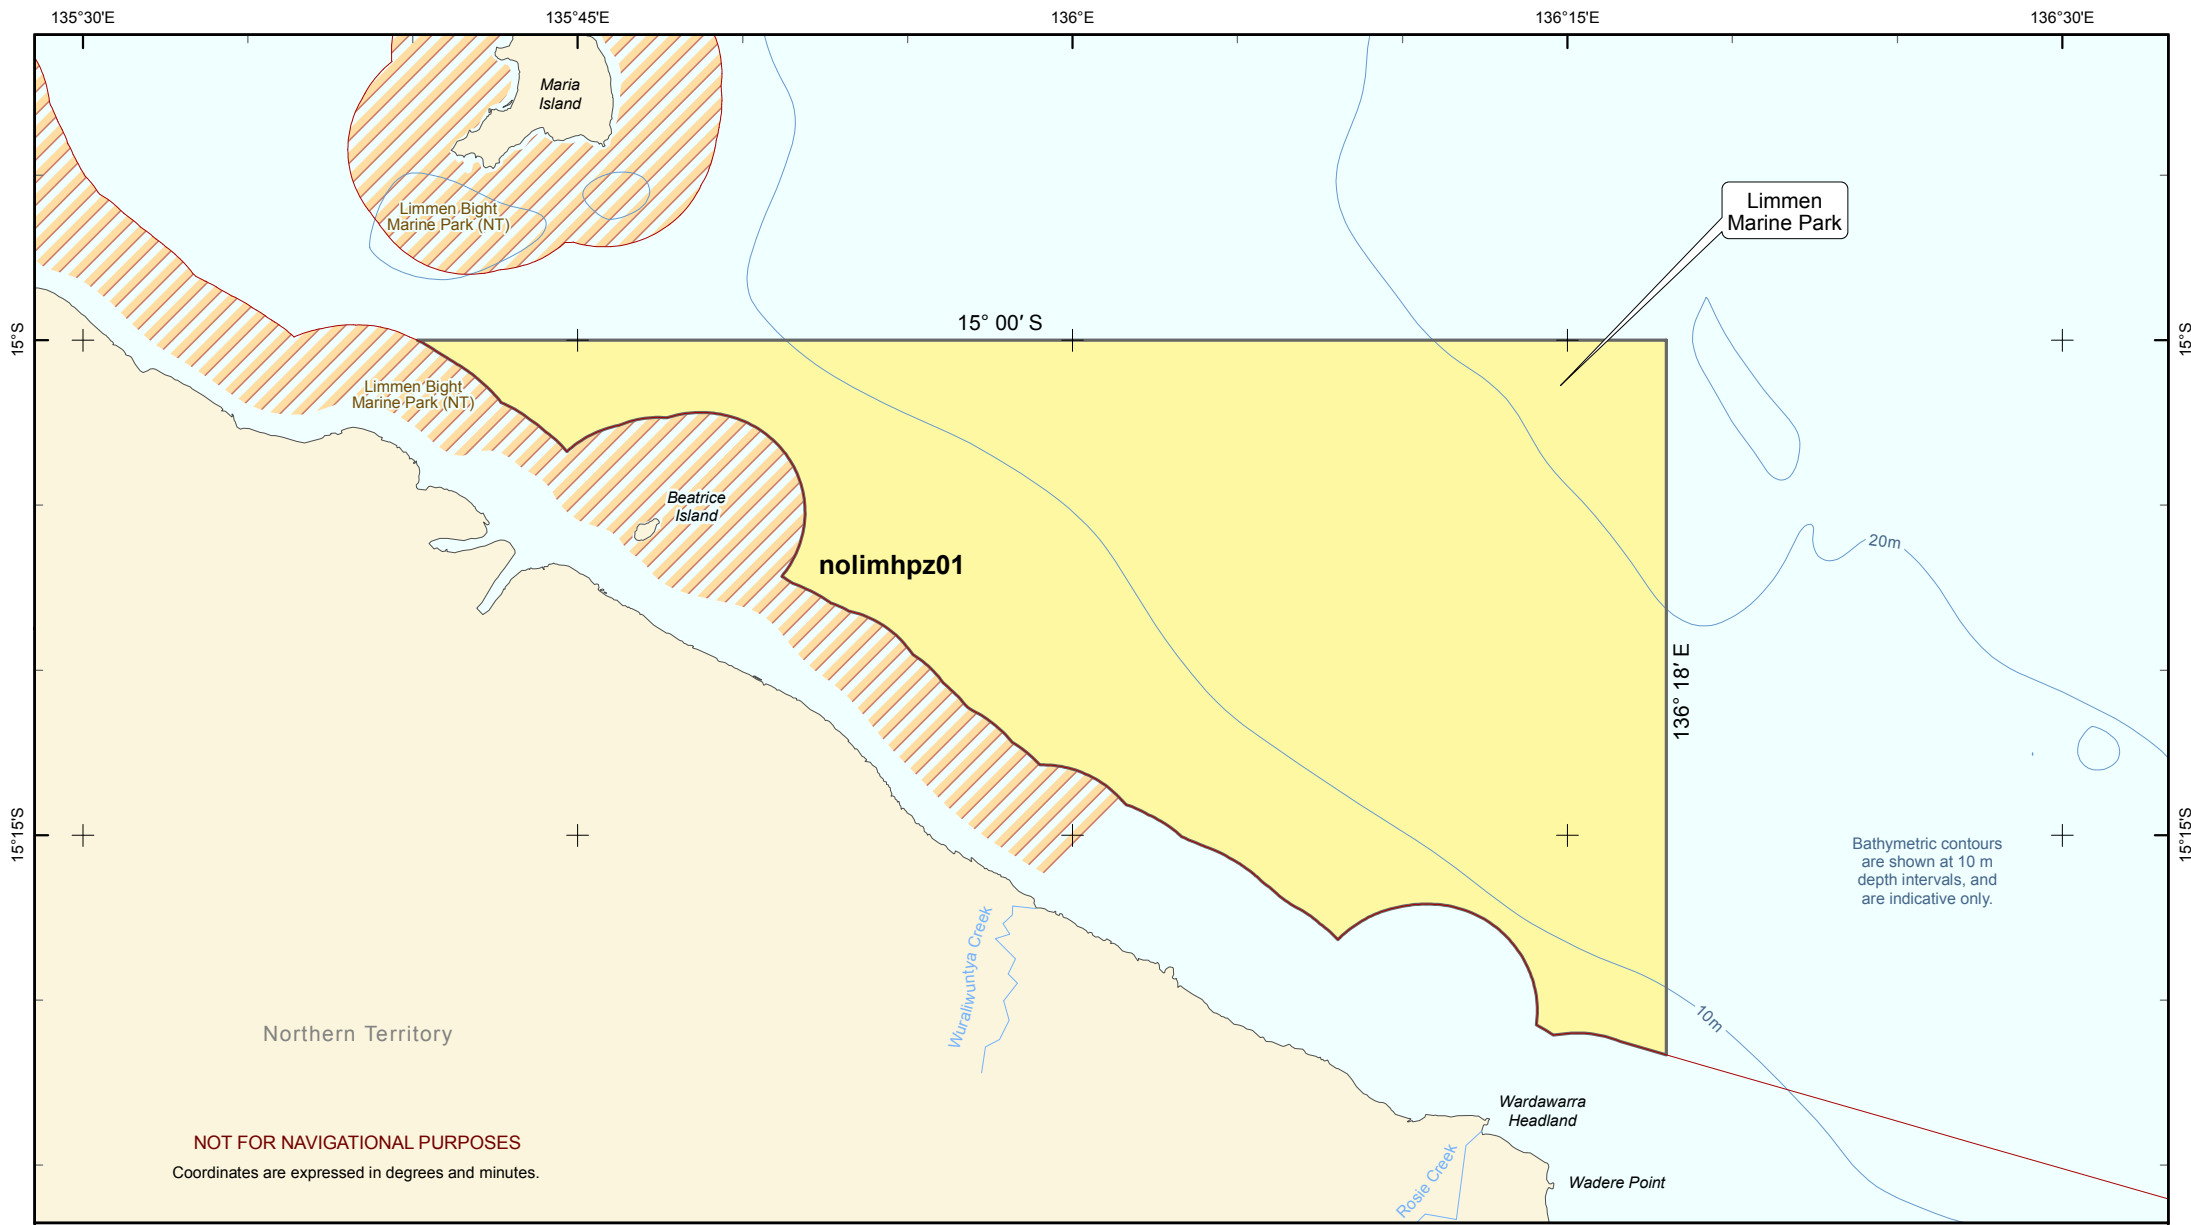 135°30'E
135°45'E
136°E
136°15'E
136°30'E
Maria
Island
Limmen Bight
Marine Park (NT)
Limmen
Marine Park
15° 00' S
15°S
15°S
Limmen Bight
Marine Park (NT)
Beatrice
Island
nolimhpz01
20m
136° 18' E
15°15'S
15°15'S
Bathymetric contours
are shown at 10 m
depth intervals, and
are indicative only.
Wuraliwuntya Creek
10m
Northern Territory
Wardawarra
Headland
NOT FOR NAVIGATIONAL PURPOSES
Coordinates are expressed in degrees and minutes.
Rosie Creek
Wadere Point